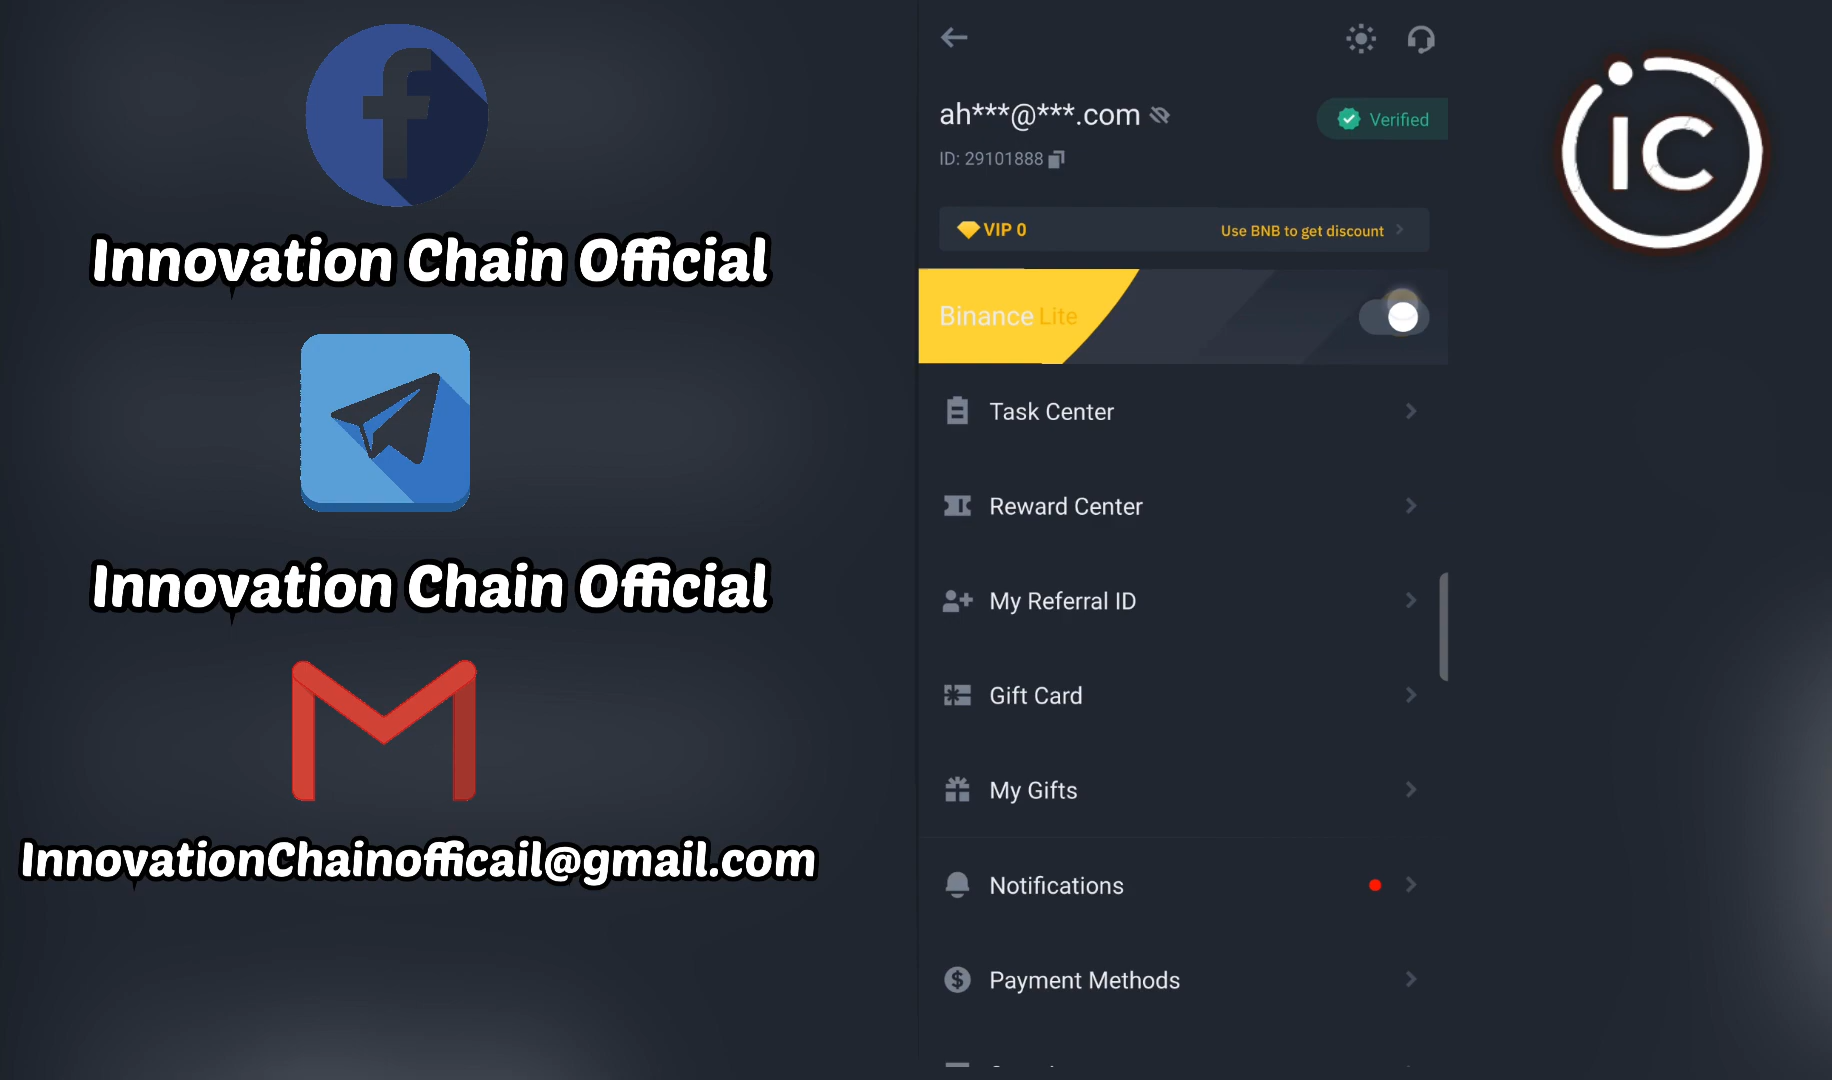 Innovation Chain Official
Innovation Chain Official
InnovationChainofficail@gmail.com
ah***@***.com
Verified
ID: 29101888
VIP 0
Use BNB to get discount
Binance Lite
Task Center
Reward Center
My Referral ID
Gift Card
My Gifts
Notifications
Payment Methods
IC